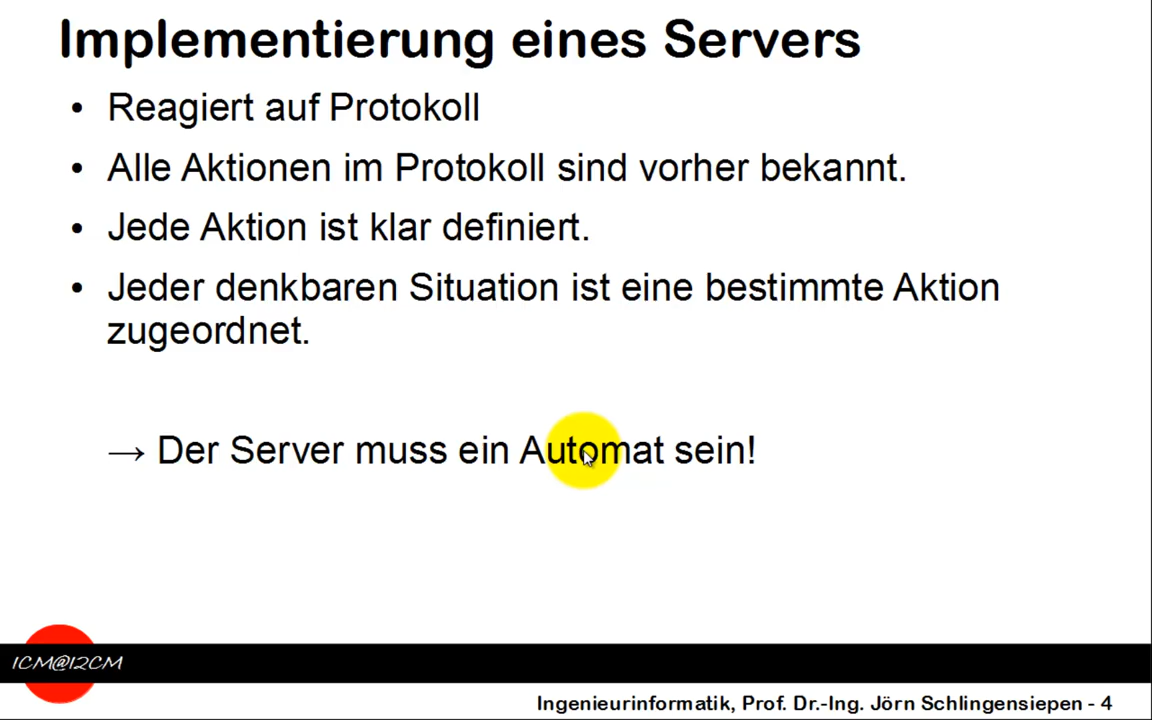 Implementierung eines Servers
• Reagiert auf Protokoll
• Alle Aktionen im Protokoll sind vorher bekannt.
• Jede Aktion ist klar definiert.
• Jeder denkbaren Situation ist eine bestimmte Aktion
zugeordnet.
→ Der Server muss ein Automat sein!
1CM@12CM
Ingenieurinformatik, Prof. Dr.-Ing. Jörn Schlingensiepen - 4